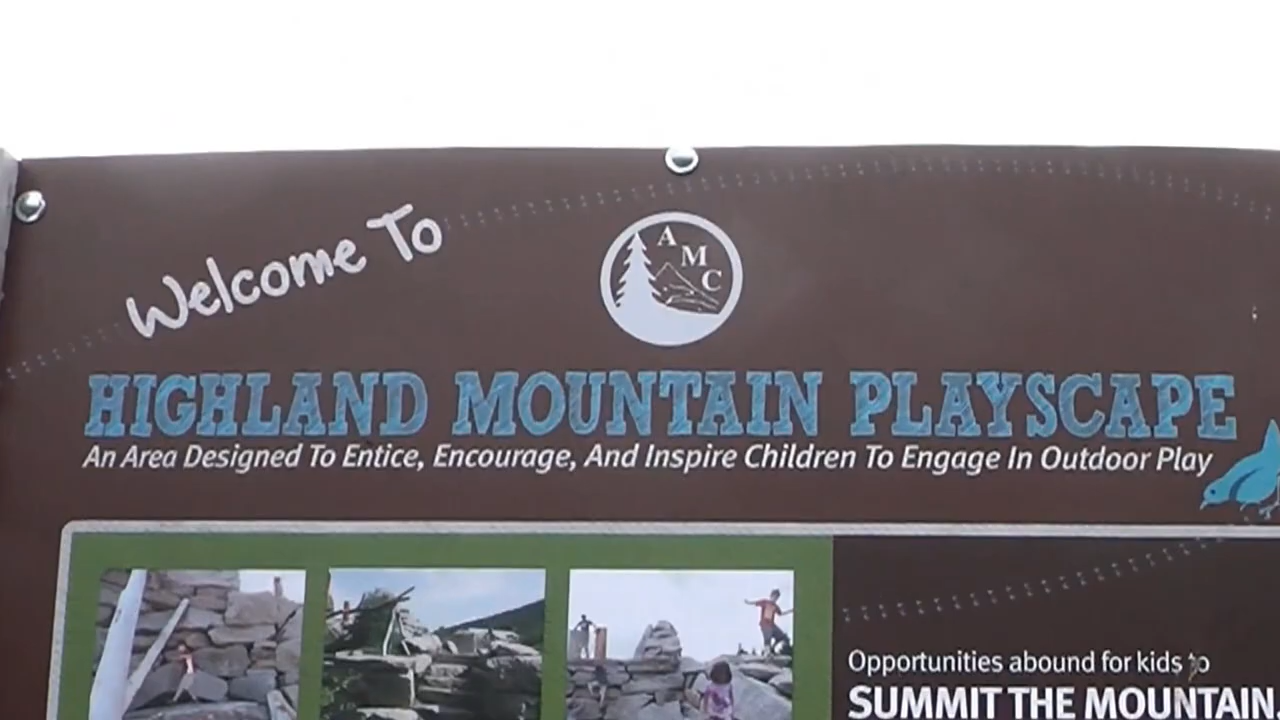 Welcome To
A
M
C
HIGHLAND MOUNTAIN PLAYSCAPE
An Area Designed To Entice, Encourage, And Inspire Children To Engage In Outdoor Play
Opportunities abound for kids to
SUMMIT THE MOUNTAIN.